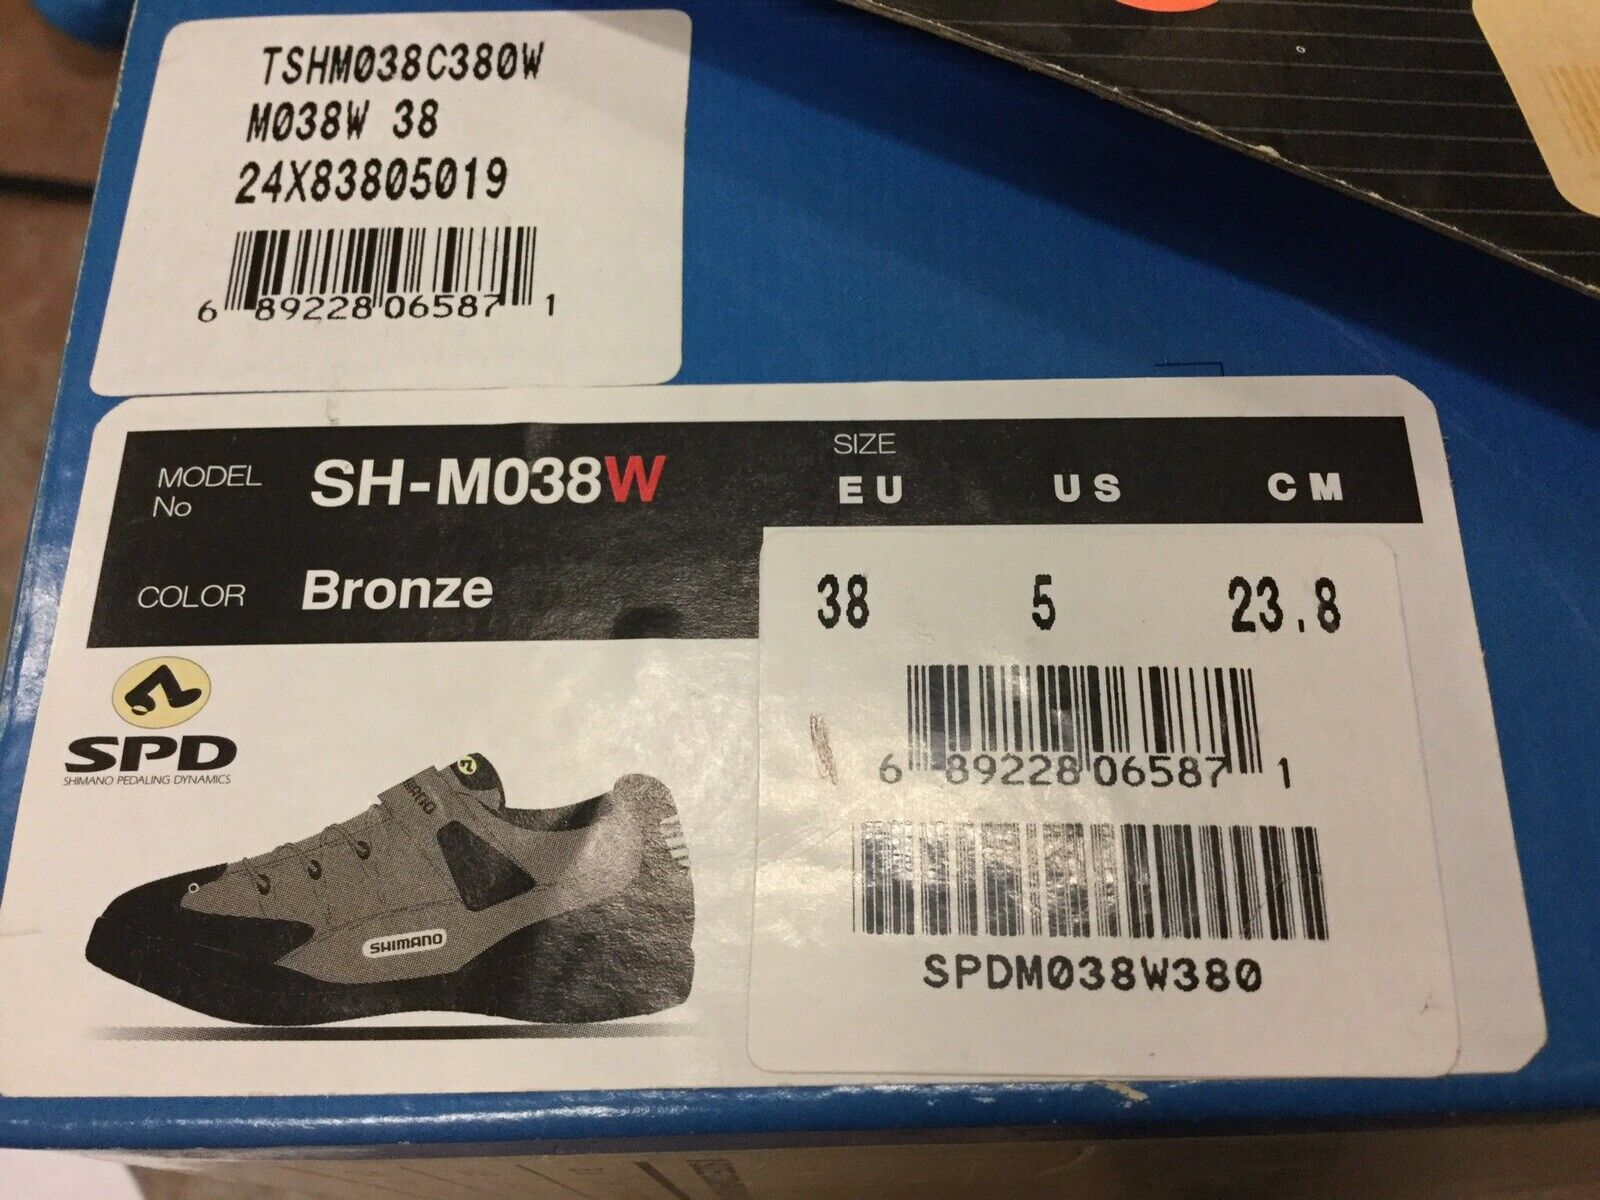 TSHM038C380W
M038W 38
24X83805019
6 89228 06587 1
MODEL No SH-M038W
COLOR Bronze
SIZE
EU US CM
38 5 23.8
6 89228 06587 1
SPDM038W380
SPD
SHIMANO PEDALING DYNAMICS
SHIMANO
SHIMANO